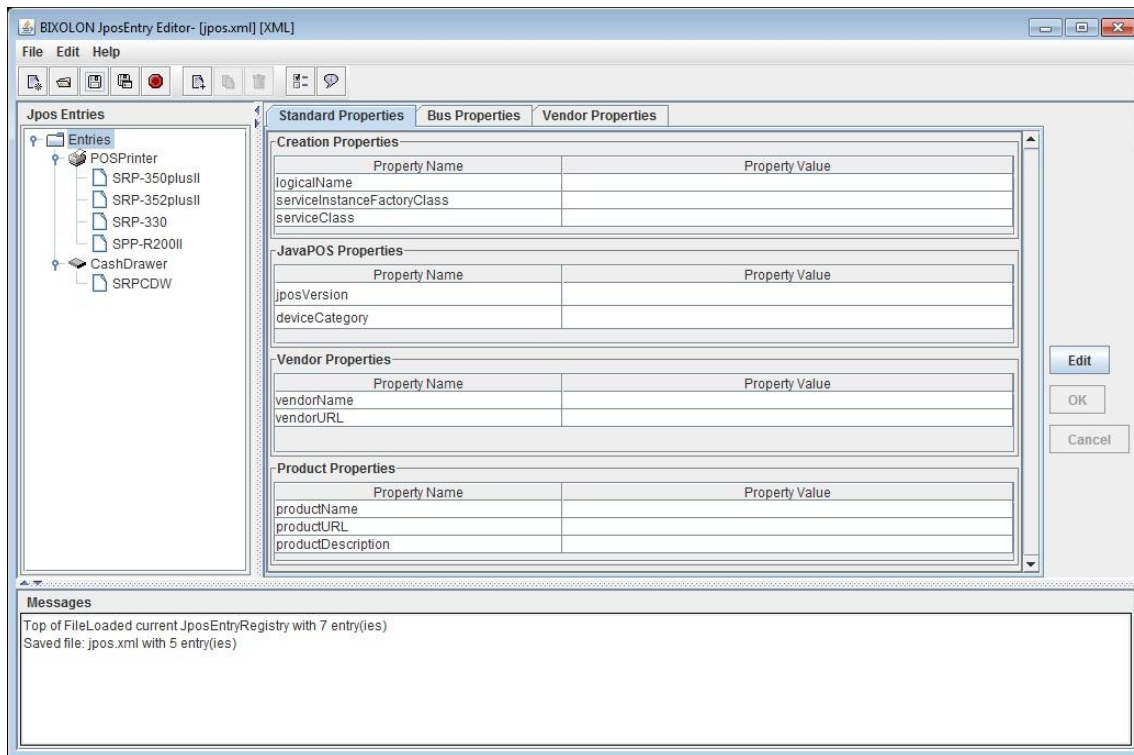 BIXOLON JposEntry Editor- [jpos.xml] [XML]
File Edit Help
Jpos Entries
Entries
POSPrinter
SRP-350plusII
SRP-352plusII
SRP-330
SPP-R200II
CashDrawer
SRPCDW
Standard Properties Bus Properties Vendor Properties
Creation Properties
Property Name Property Value
logicalName
serviceInstanceFactoryClass
serviceClass
JavaPOS Properties
Property Name Property Value
jposVersion
deviceCategory
Vendor Properties
Property Name Property Value
vendorName
vendorURL
Product Properties
Property Name Property Value
productName
productURL
productDescription
Edit
OK
Cancel
Messages
Top of FileLoaded current JposEntryRegistry with 7 entry(ies)
Saved file: jpos.xml with 5 entry(ies)